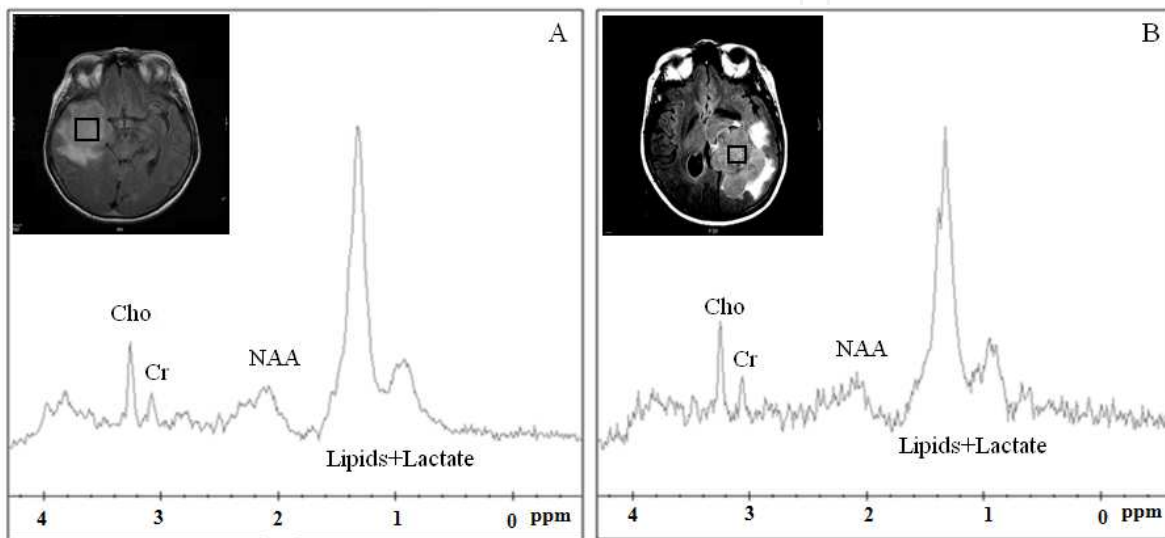 A
Cho
Cr
NAA
Lipids+Lactate
4 3 2 1 0 ppm
B
Cho
Cr
NAA
Lipids+Lactate
4 3 2 1 0 ppm